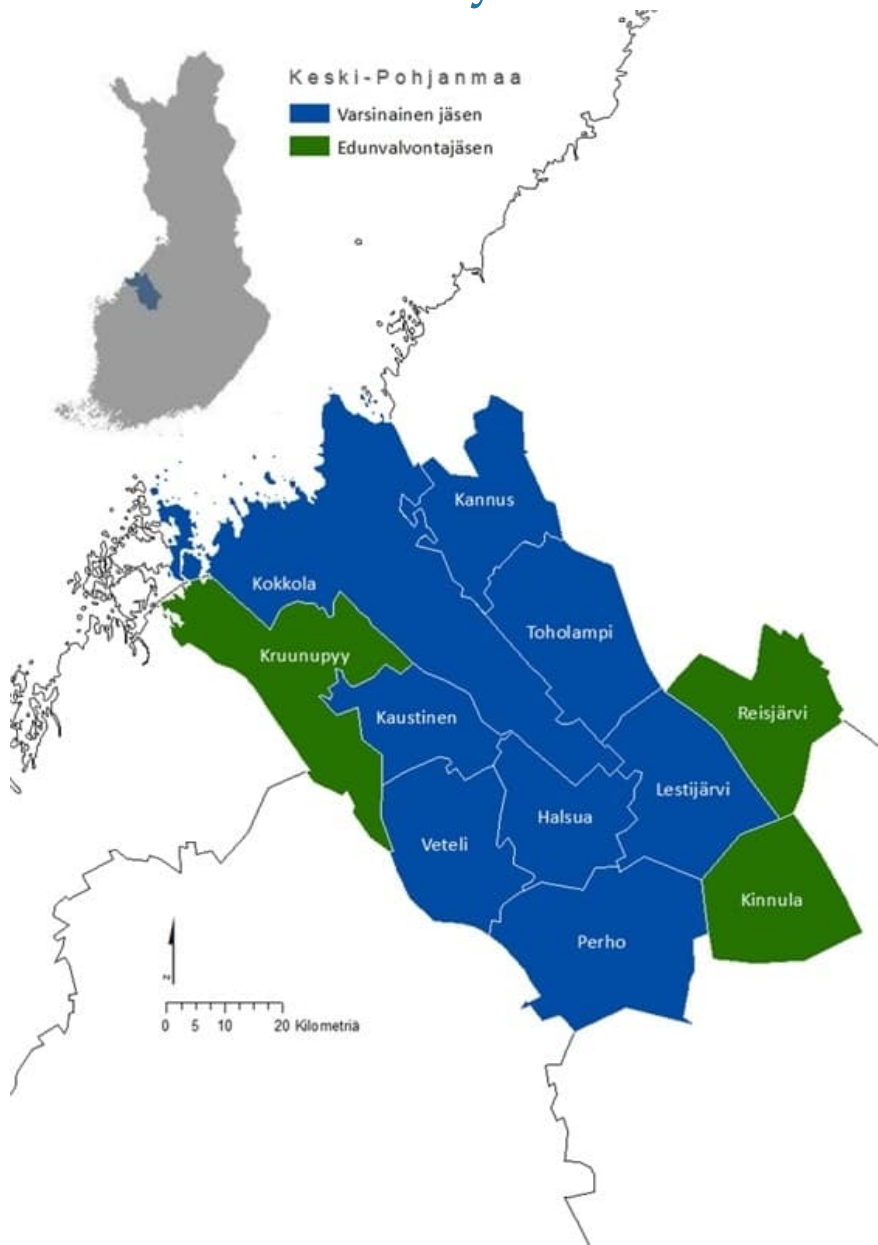 Keski-Pohjanmaa
Varsinainen jäsen
Edunvalvontajäsen
Kannus
Kokkola
Toholampi
Kruunupyy
Kaustinen
Reisjärvi
Lestijärvi
Halsua
Veteli
Kinnula
Perho
N
0 5 10 20 Kilometriä